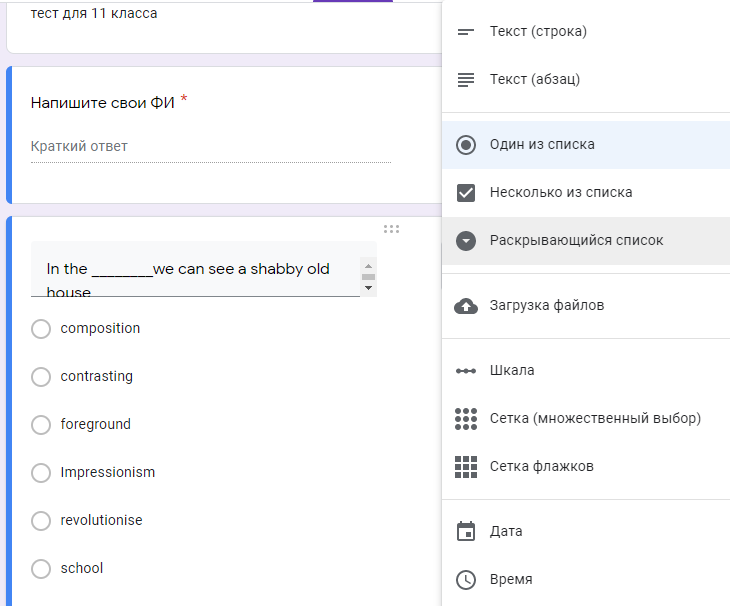 тест для 11 класса
Напишите свои ФИ *
Краткий ответ
In the ________we can see a shabby old
house
composition
contrasting
foreground
Impressionism
revolutionise
school
Текст (строка)
Текст (абзац)
Один из списка
Несколько из списка
Раскрывающийся список
Загрузка файлов
Шкала
Сетка (множественный выбор)
Сетка флажков
Дата
Время